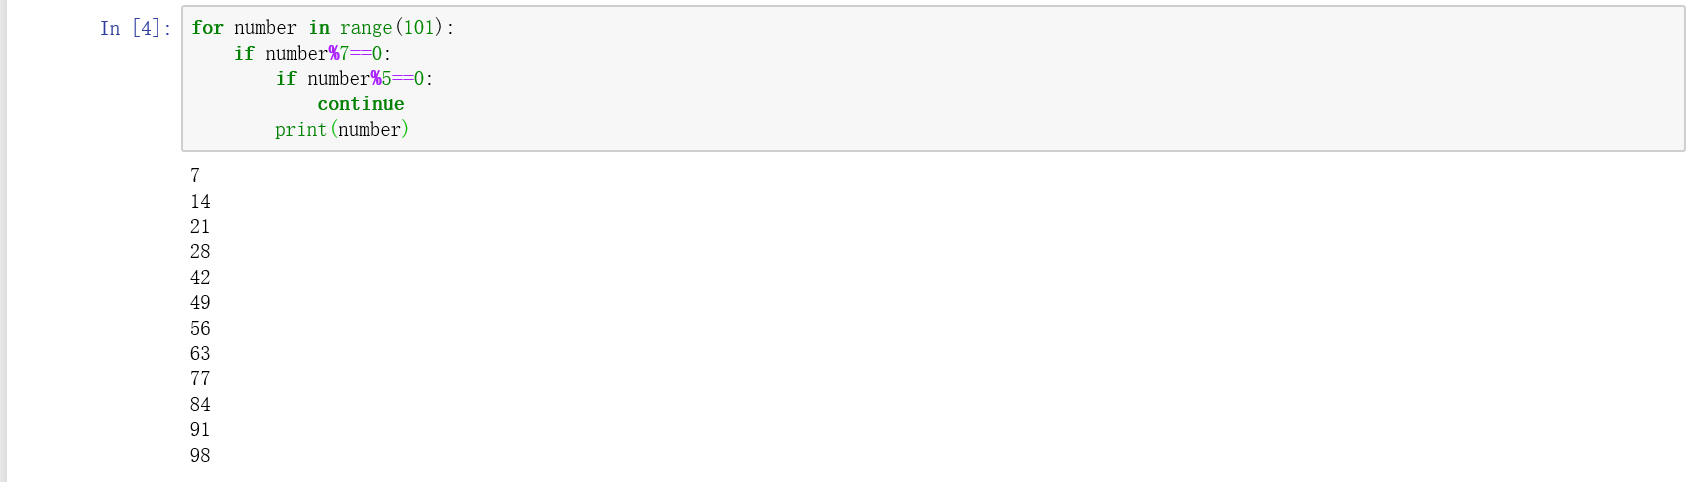 In [4]:
for number in range(101):
    if number%7==0:
        if number%5==0:
            continue
        print(number)
7
14
21
28
42
49
56
63
77
84
91
98